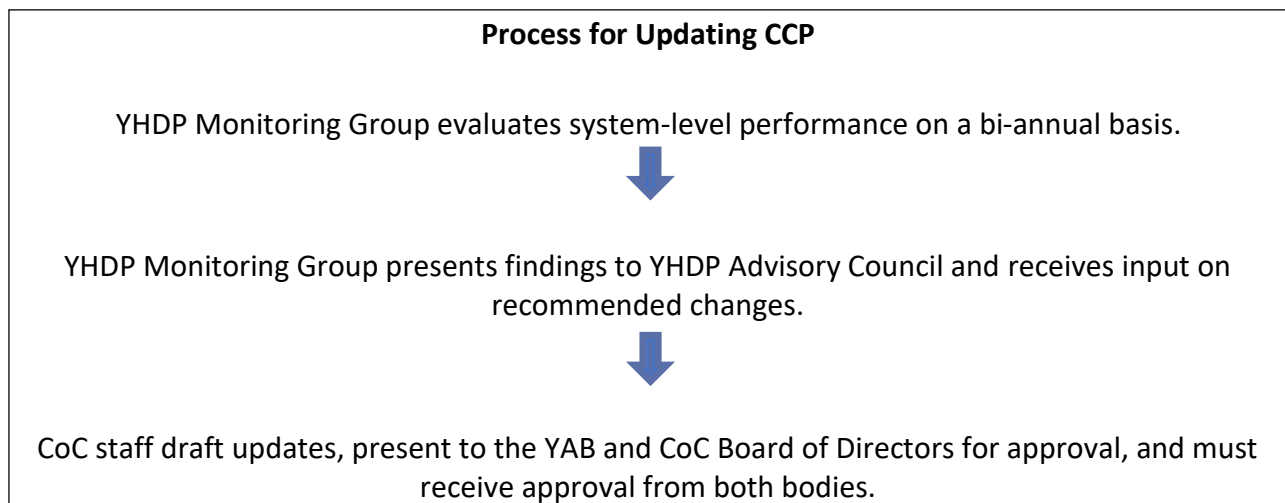 Process for Updating CCP
YHDP Monitoring Group evaluates system-level performance on a bi-annual basis.
YHDP Monitoring Group presents findings to YHDP Advisory Council and receives input on
recommended changes.
CoC staff draft updates, present to the YAB and CoC Board of Directors for approval, and must
receive approval from both bodies.